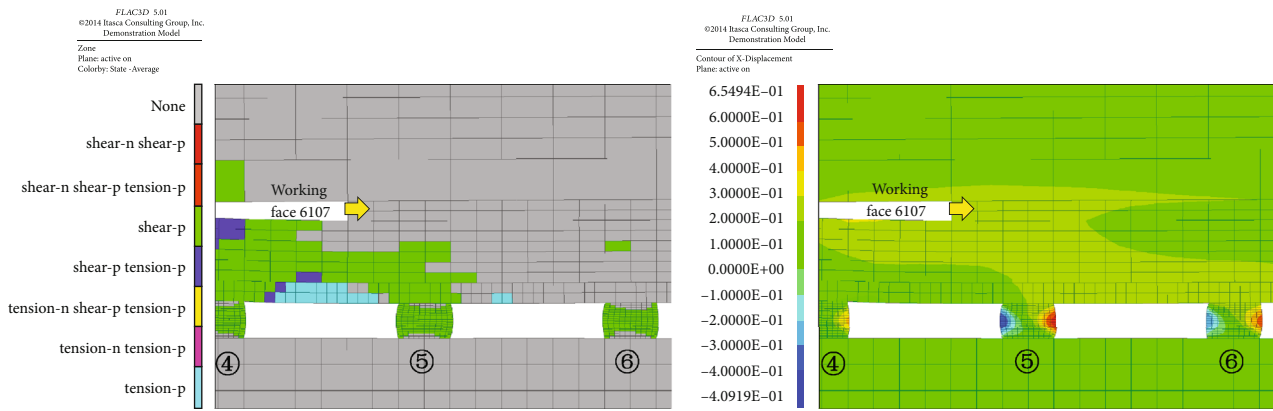 FLAC3D 5.01
©2014 Itasca Consulting Group, Inc.
Demonstration Model
Zone
Plane: active on
Colorby: State -Average
None
shear-n shear-p
shear-n shear-p tension-p
shear-p
shear-p tension-p
tension-n shear-p tension-p
tension-n tension-p
tension-p
Working
face 6107
④
⑤
⑥
FLAC3D 5.01
©2014 Itasca Consulting Group, Inc.
Demonstration Model
Contour of X-Displacement
Plane: active on
6.5494E–01
6.0000E–01
5.0000E–01
4.0000E–01
3.0000E–01
2.0000E–01
1.0000E–01
0.0000E+00
–1.0000E–01
–2.0000E–01
–3.0000E–01
–4.0000E–01
–4.0919E–01
Working
face 6107
④
⑤
⑥